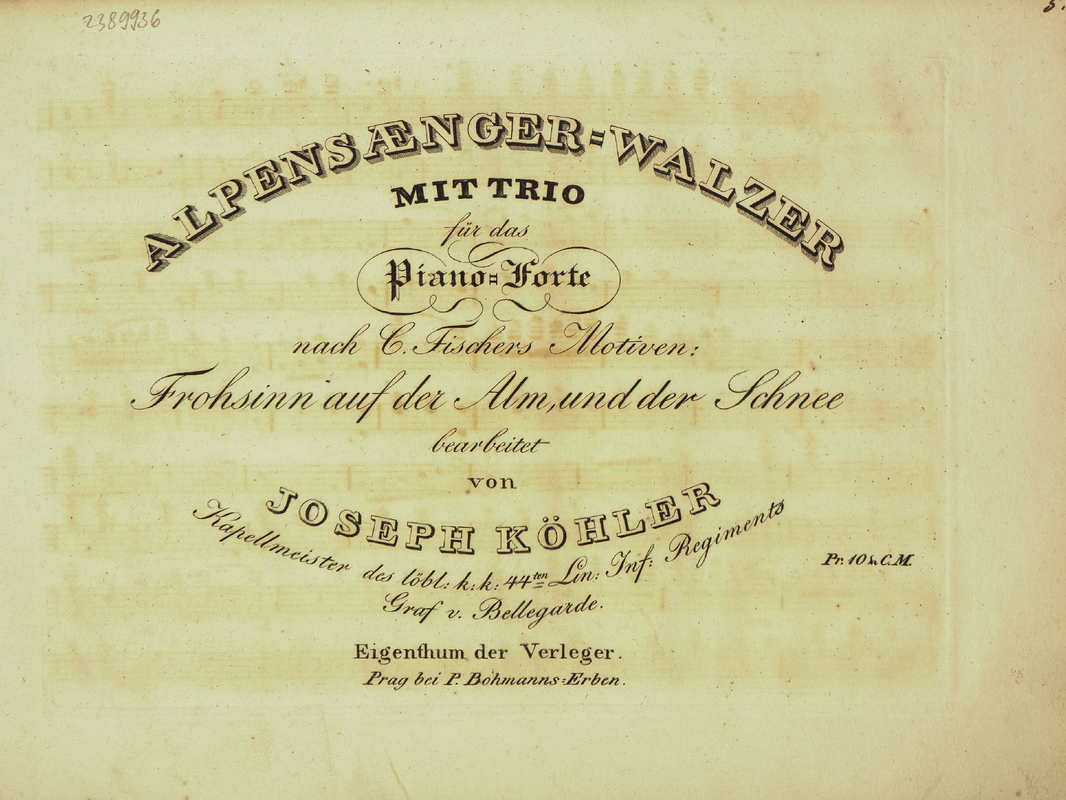 2389936
ALPENSÆNGER=WALZER
MIT TRIO
für das
Piano=Forte
nach C. Fischers Motiven:
Frohsinn auf der Alm, und der Schnee
bearbeitet
von
JOSEPH KÖHLER
Kapellmeister des löbl: k: k: 44ten Lin: Inf: Regiments
Graf v. Bellegarde.
Pr. 10 C.M.
Eigenthum der Verleger.
Prag bei P. Bohmanns=Erben.